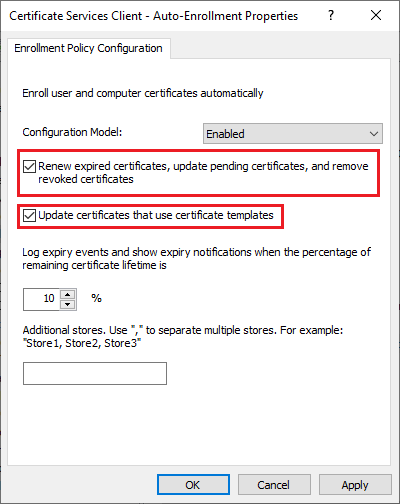 Certificate Services Client - Auto-Enrollment Properties
Enrollment Policy Configuration
Enroll user and computer certificates automatically
Configuration Model: Enabled
Renew expired certificates, update pending certificates, and remove
revoked certificates
Update certificates that use certificate templates
Log expiry events and show expiry notifications when the percentage of
remaining certificate lifetime is
10 %
Additional stores. Use "," to separate multiple stores. For example:
"Store1, Store2, Store3"
OK Cancel Apply